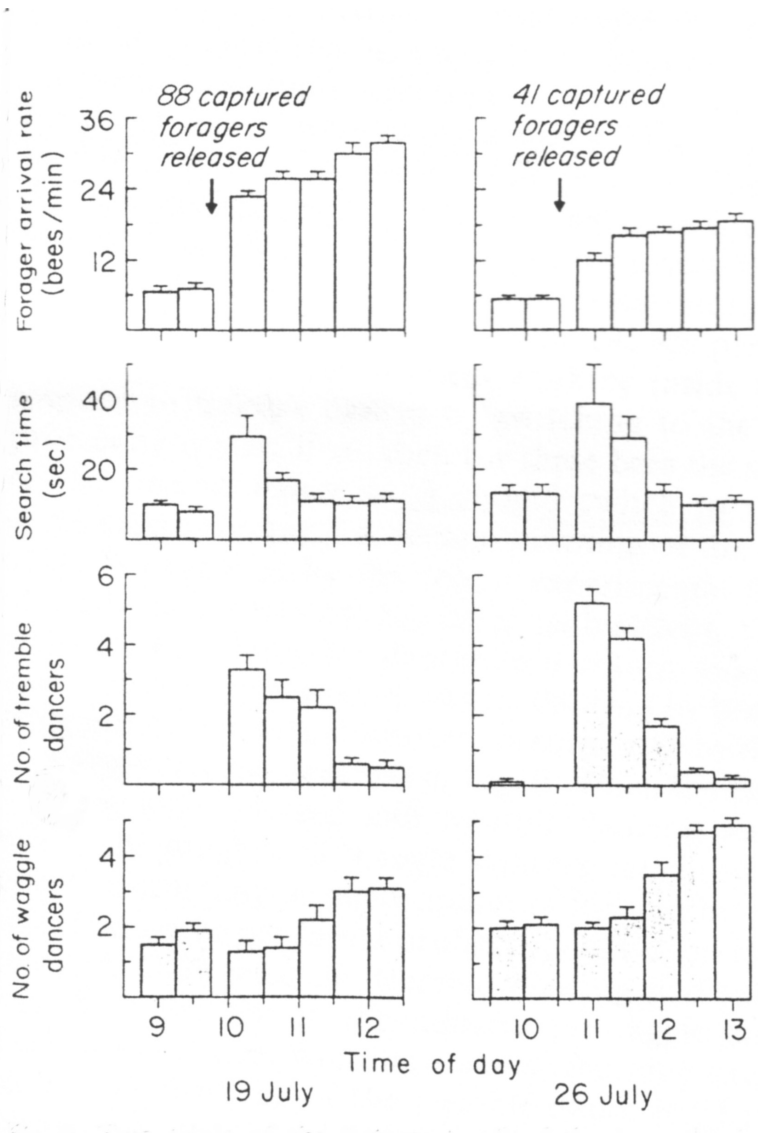 88 captured
foragers
released
41 captured
foragers
released
Forager arrival rate
(bees/min)
36
24
12
Search time
(sec)
40
20
No. of tremble
dancers
6
4
2
No. of waggle
dancers
4
2
9 10 11 12
10 11 12 13
Time of day
19 July
26 July